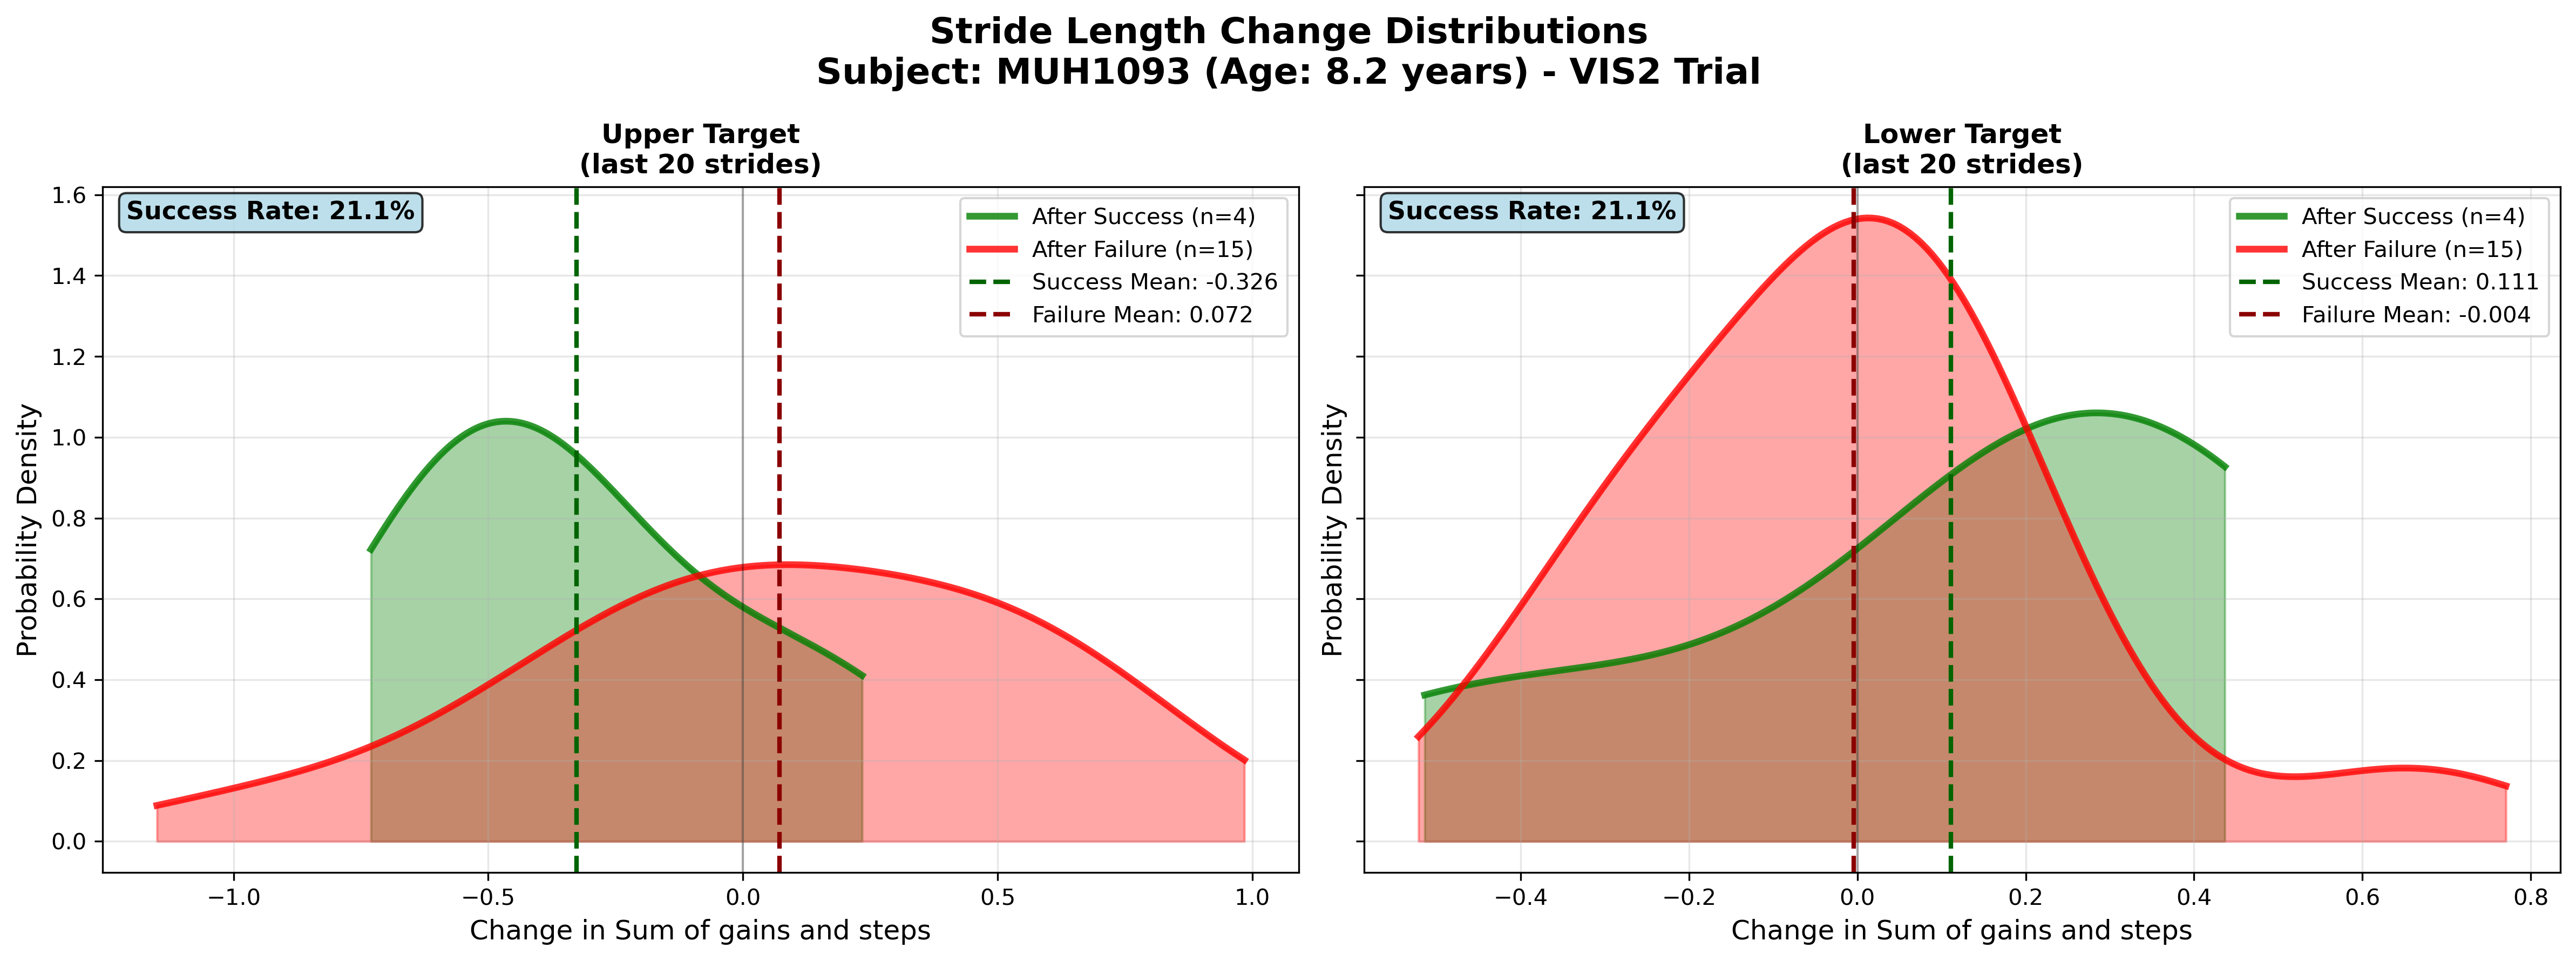 Stride Length Change Distributions
Subject: MUH1093 (Age: 8.2 years) - VIS2 Trial
Upper Target
(last 20 strides)
Success Rate: 21.1%
After Success (n=4)
After Failure (n=15)
Success Mean: -0.326
Failure Mean: 0.072
Probability Density
1.6
1.4
1.2
1.0
0.8
0.6
0.4
0.2
0.0
−1.0
−0.5
0.0
0.5
1.0
Change in Sum of gains and steps
Lower Target
(last 20 strides)
Success Rate: 21.1%
After Success (n=4)
After Failure (n=15)
Success Mean: 0.111
Failure Mean: -0.004
Probability Density
−0.4
−0.2
0.0
0.2
0.4
0.6
0.8
Change in Sum of gains and steps